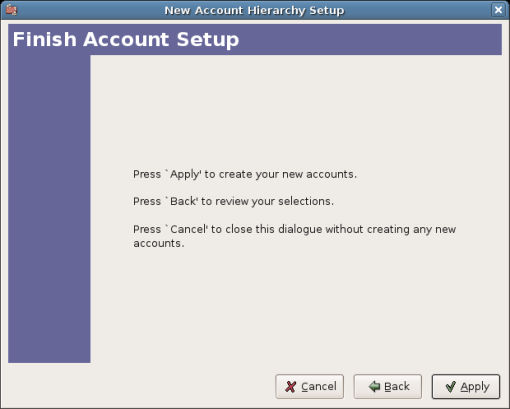 New Account Hierarchy Setup
Finish Account Setup
Press `Apply' to create your new accounts.
Press `Back' to review your selections.
Press `Cancel' to close this dialogue without creating any new
accounts.
Cancel
Back
Apply